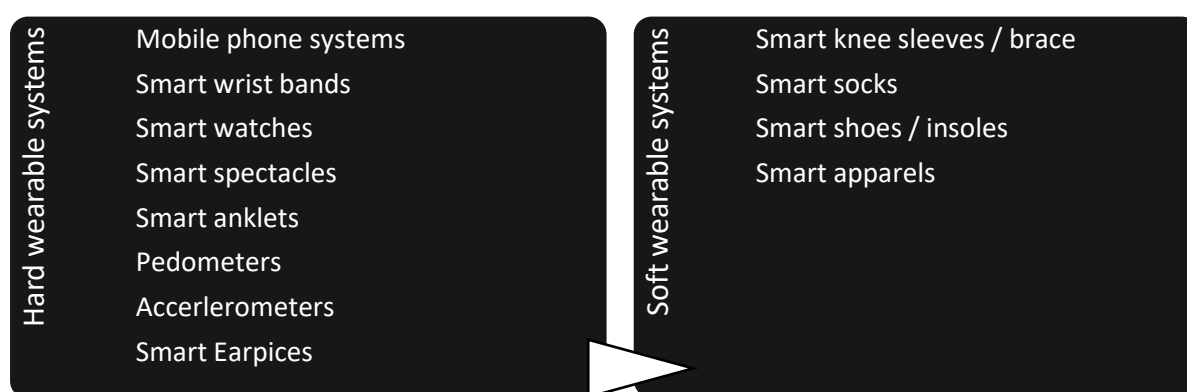 Hard wearable systems
Mobile phone systems
Smart wrist bands
Smart watches
Smart spectacles
Smart anklets
Pedometers
Accerlerometers
Smart Earpices
Soft wearable systems
Smart knee sleeves / brace
Smart socks
Smart shoes / insoles
Smart apparels